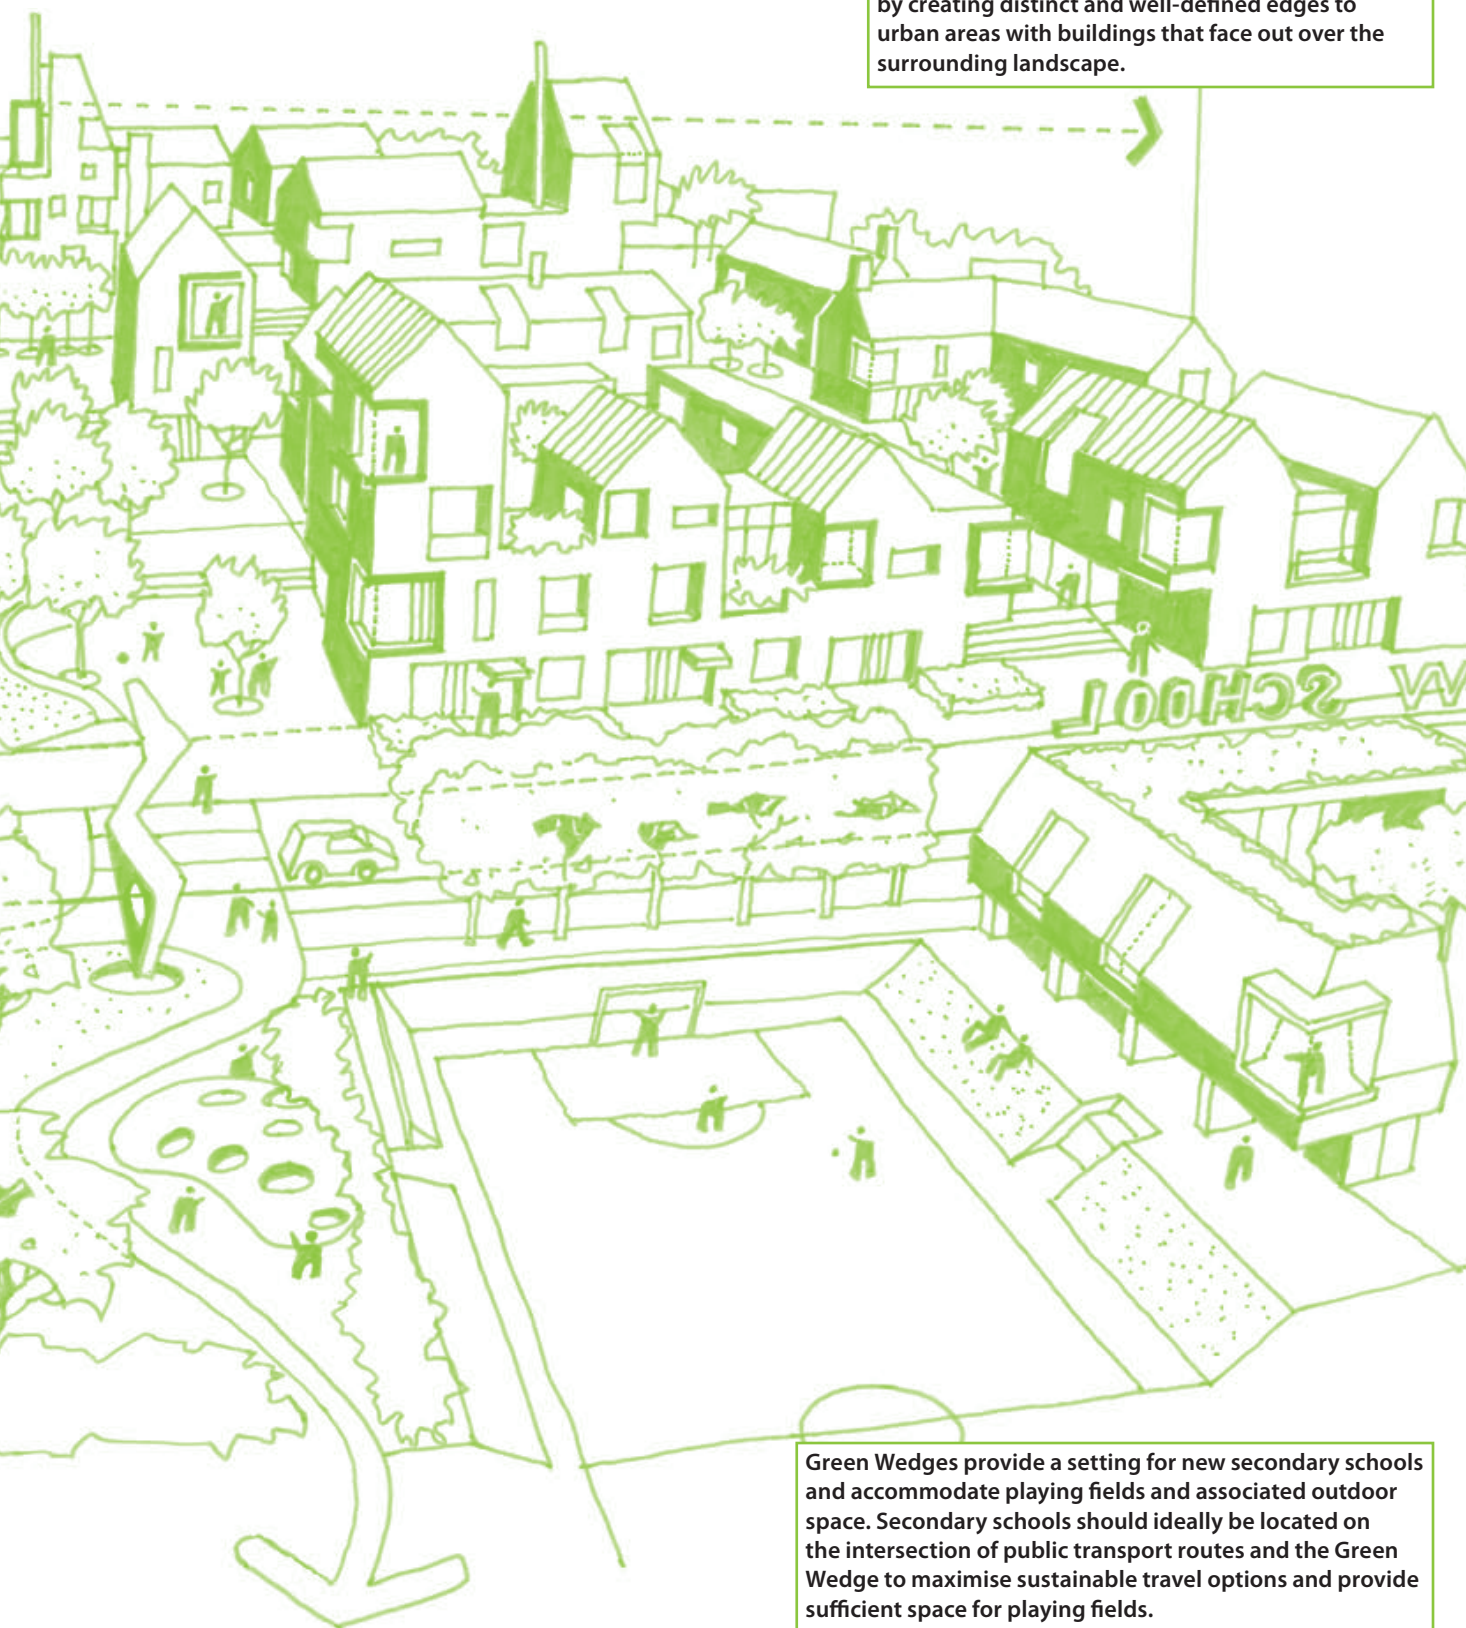 by creating distinct and well-defined edges to
urban areas with buildings that face out over the
surrounding landscape.
SCHOOL
Green Wedges provide a setting for new secondary schools
and accommodate playing fields and associated outdoor
space. Secondary schools should ideally be located on
the intersection of public transport routes and the Green
Wedge to maximise sustainable travel options and provide
sufficient space for playing fields.